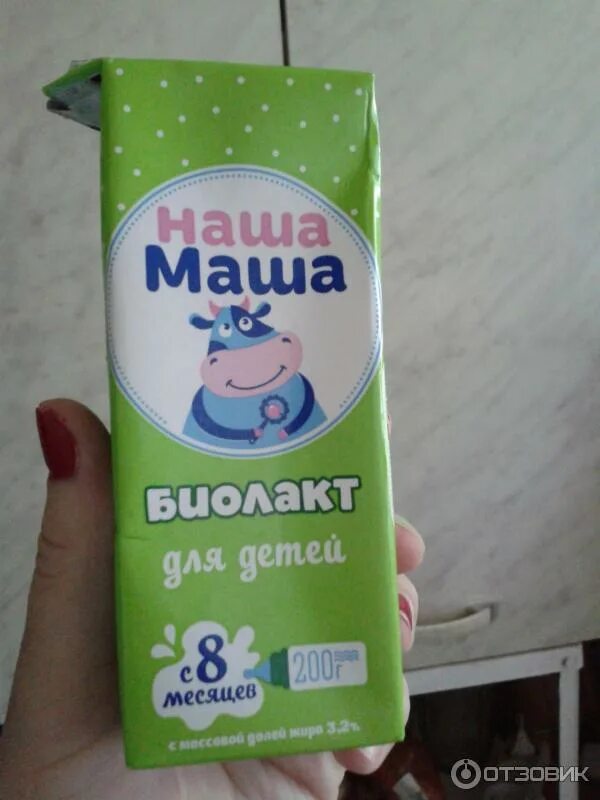 Наша
Маша
БИОЛАКТ
для детей
с 8
месяцев
200г
с массовой долей жира 3,2%
ОТЗОВИК